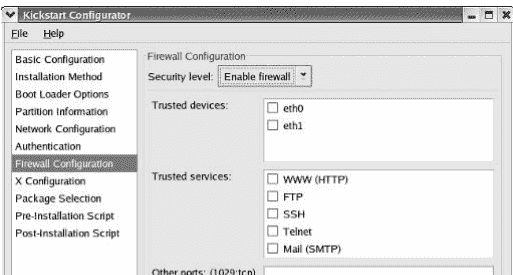 Kickstart Configurator
File Help
Basic Configuration
Installation Method
Boot Loader Options
Partition Information
Network Configuration
Authentication
Firewall Configuration
X Configuration
Package Selection
Pre-Installation Script
Post-Installation Script
Firewall Configuration
Security level: Enable firewall
Trusted devices:
eth0
eth1
Trusted services:
WWW (HTTP)
FTP
SSH
Telnet
Mail (SMTP)
Other ports: (1029:tcp)